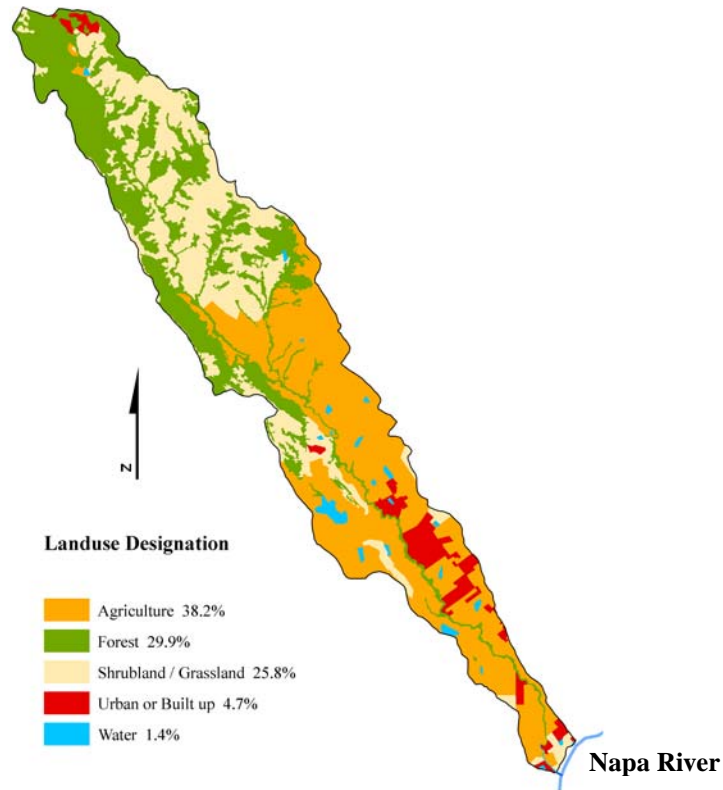 N
Landuse Designation
Agriculture 38.2%
Forest 29.9%
Shrubland / Grassland 25.8%
Urban or Built up 4.7%
Water 1.4%
Napa River